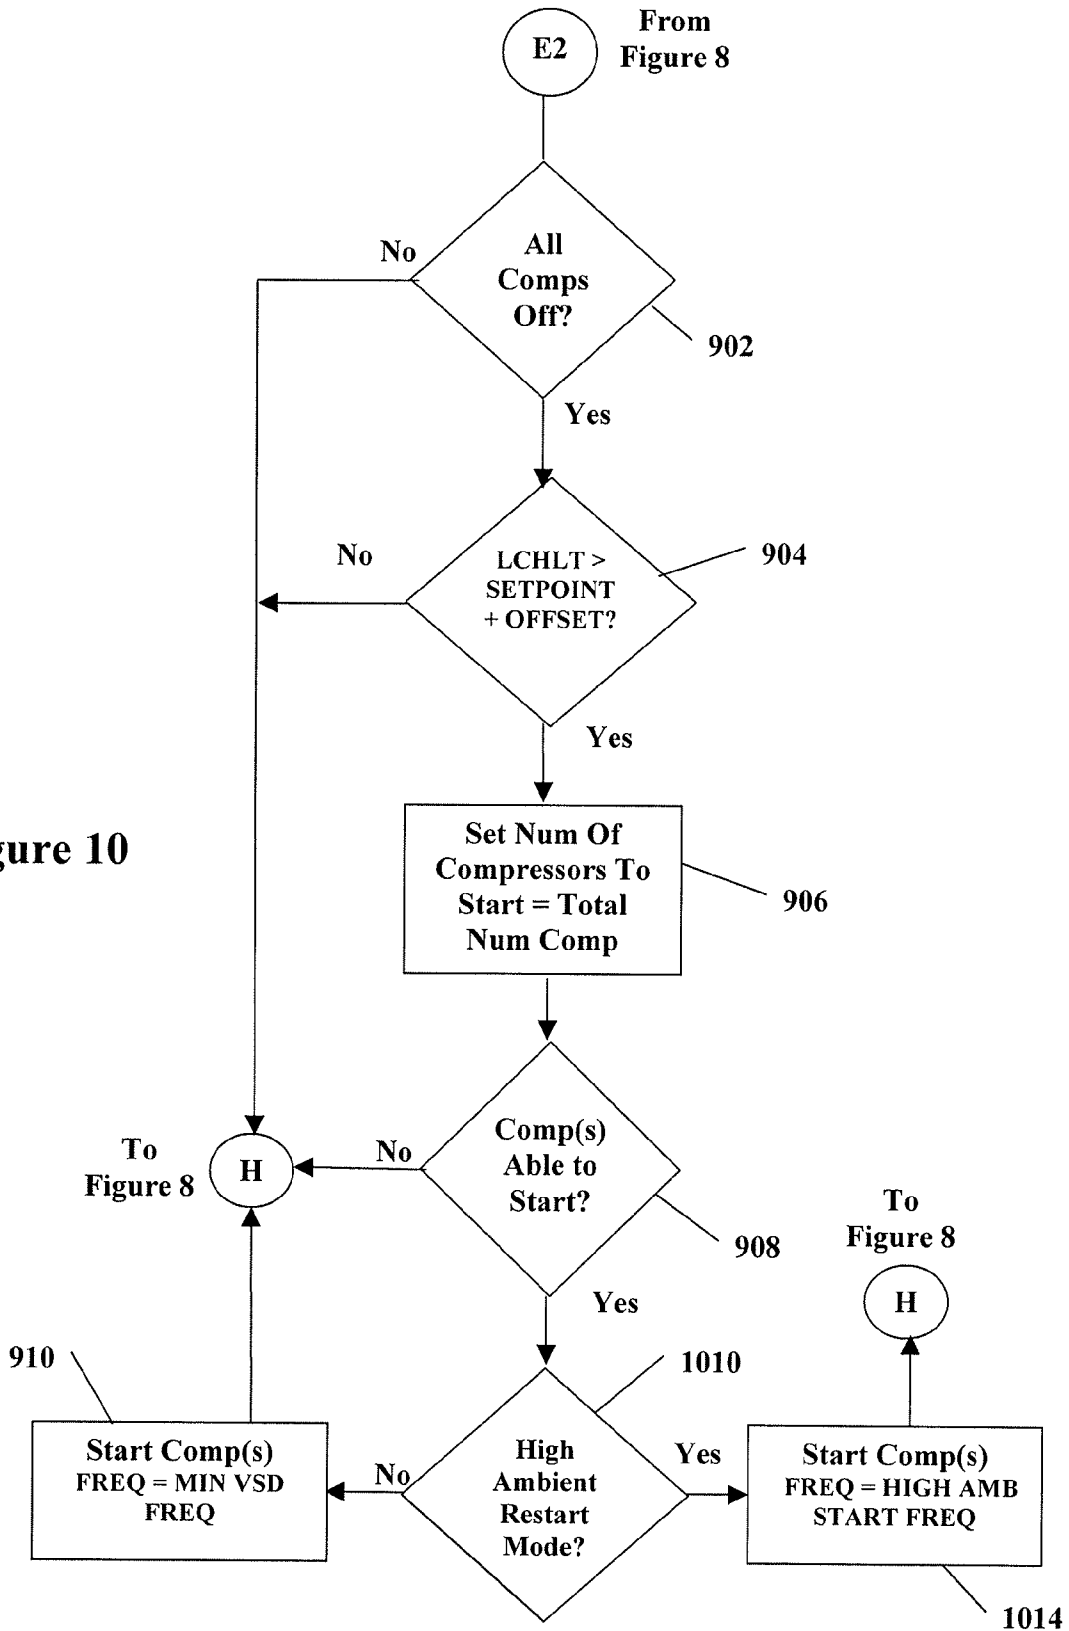 From
E2
Figure 8
No
All
Comps
Off?
902
Yes
No
LCHLT >
SETPOINT
+ OFFSET?
904
Yes
gure 10
Set Num Of
Compressors To
Start = Total
Num Comp
906
To
Figure 8
H
No
Comp(s)
Able to
Start?
908
To
Figure 8
H
Yes
910
1010
Start Comp(s)
FREQ = MIN VSD
FREQ
No
High
Ambient
Restart
Mode?
Yes
Start Comp(s)
FREQ = HIGH AMB
START FREQ
1014